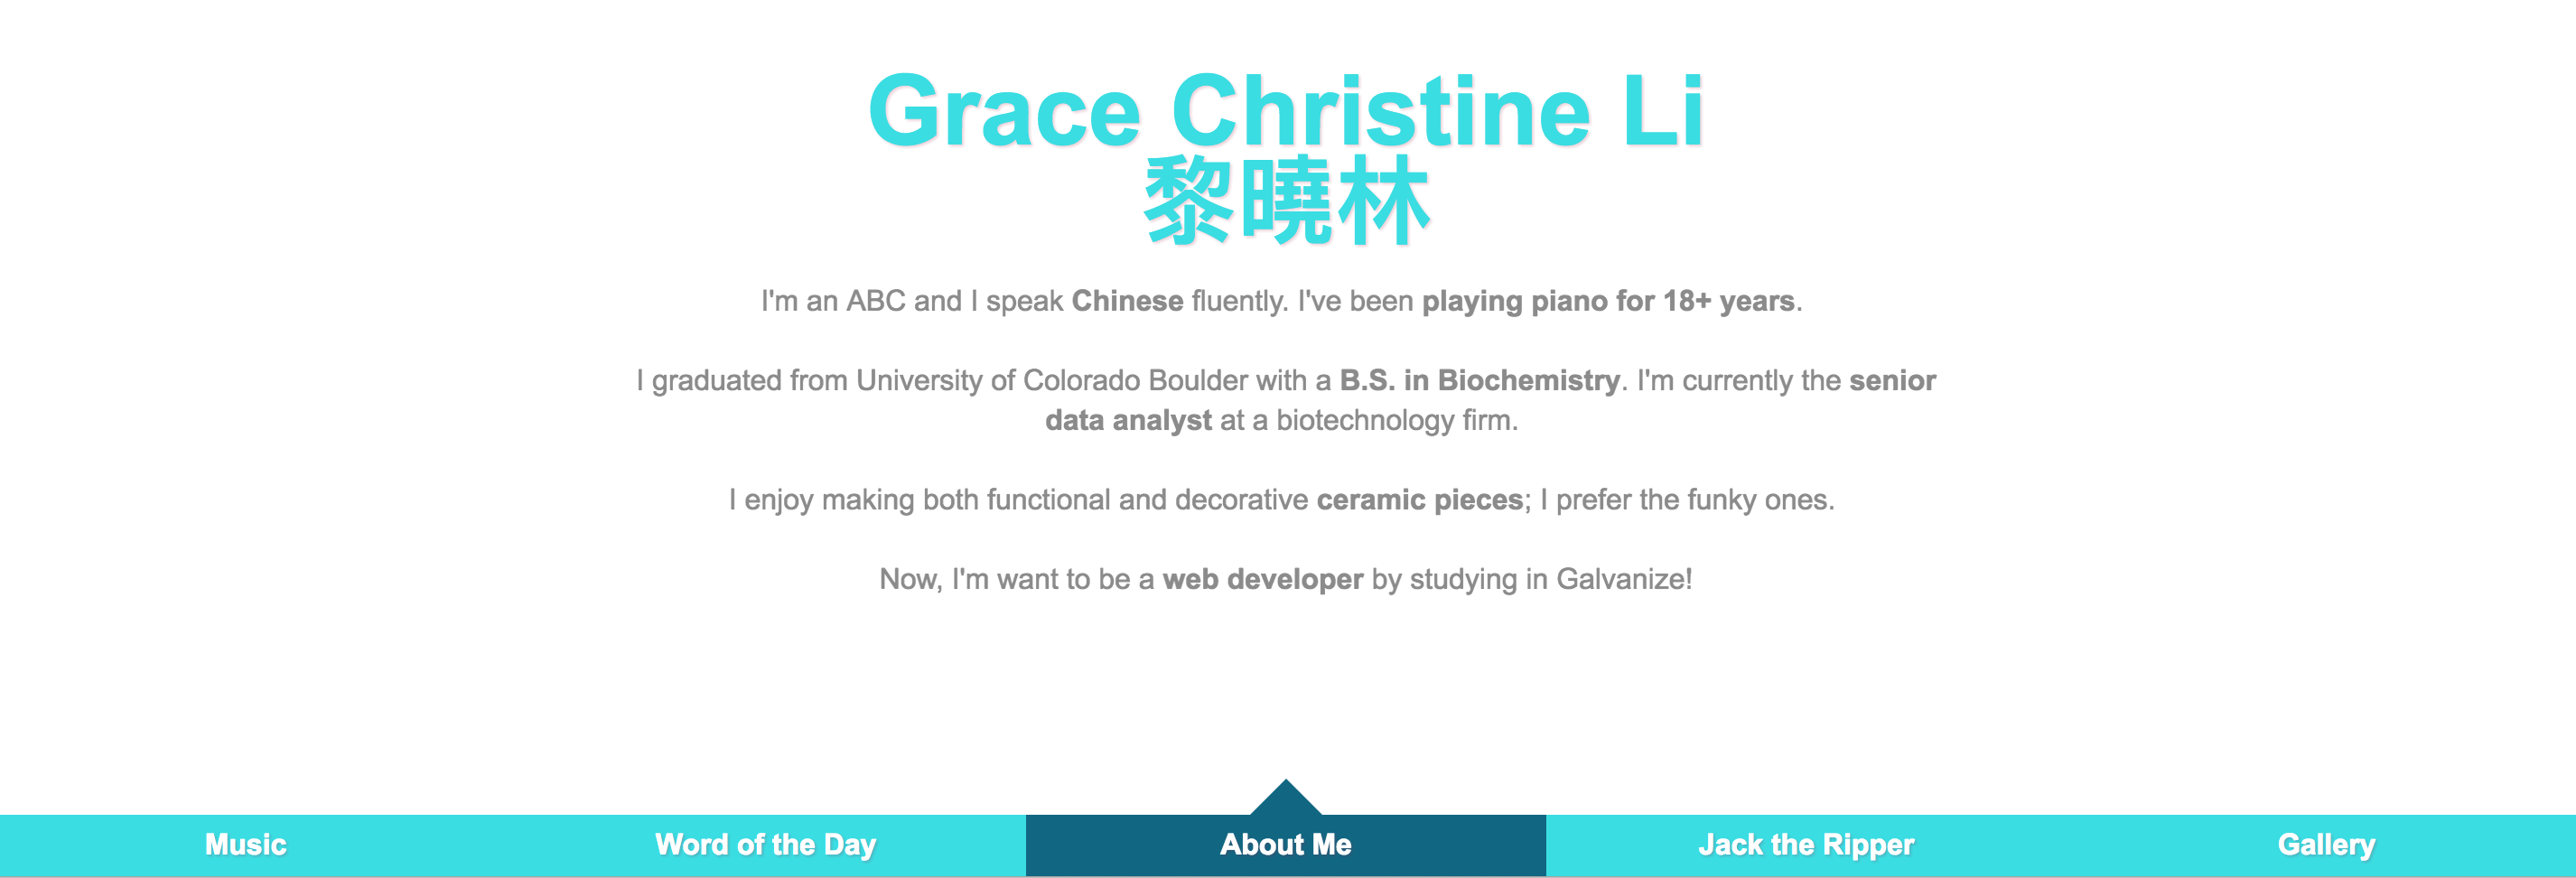 Grace Christine Li
黎曉林
I'm an ABC and I speak Chinese fluently. I've been playing piano for 18+ years.
I graduated from University of Colorado Boulder with a B.S. in Biochemistry. I'm currently the senior
data analyst at a biotechnology firm.
I enjoy making both functional and decorative ceramic pieces; I prefer the funky ones.
Now, I'm want to be a web developer by studying in Galvanize!
Music
Word of the Day
About Me
Jack the Ripper
Gallery